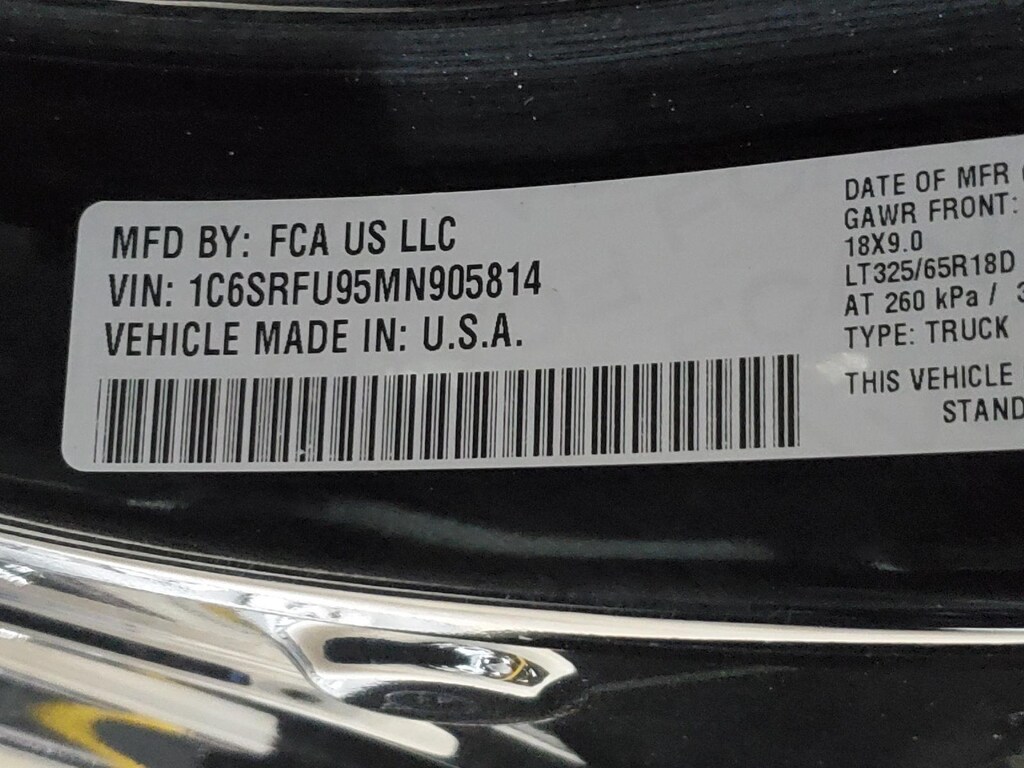 MFD BY: FCA US LLC
VIN: 1C6SRFU95MN905814
VEHICLE MADE IN: U.S.A.
DATE OF MFR
GAWR FRONT:
18X9.0
LT325/65R18D
AT 260 kPa /
TYPE: TRUCK
THIS VEHICLE
STAND